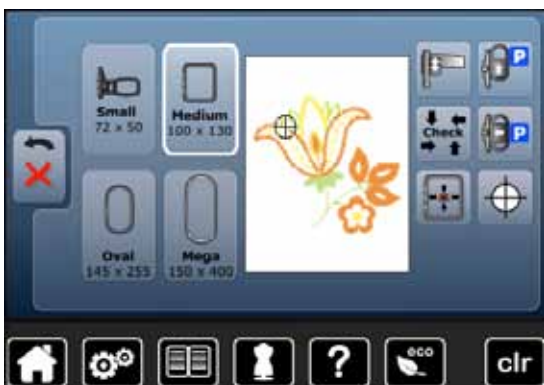 Small
72 x 50
Medium
100 x 130
Oval
145 x 255
Mega
150 x 400
P
Check
P
?
eco
clr